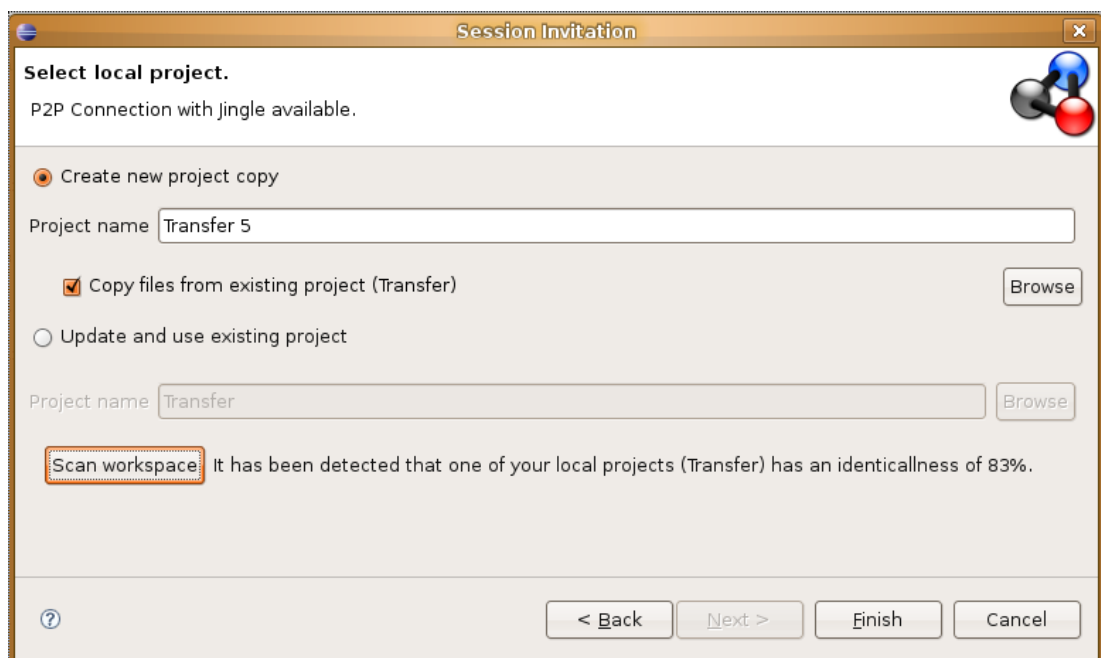 Session Invitation
Select local project.
P2P Connection with Jingle available.
Create new project copy
Project name Transfer 5
Copy files from existing project (Transfer) Browse
Update and use existing project
Project name Transfer Browse
Scan workspace It has been detected that one of your local projects (Transfer) has an identicallness of 83%.
? < Back Next > Finish Cancel